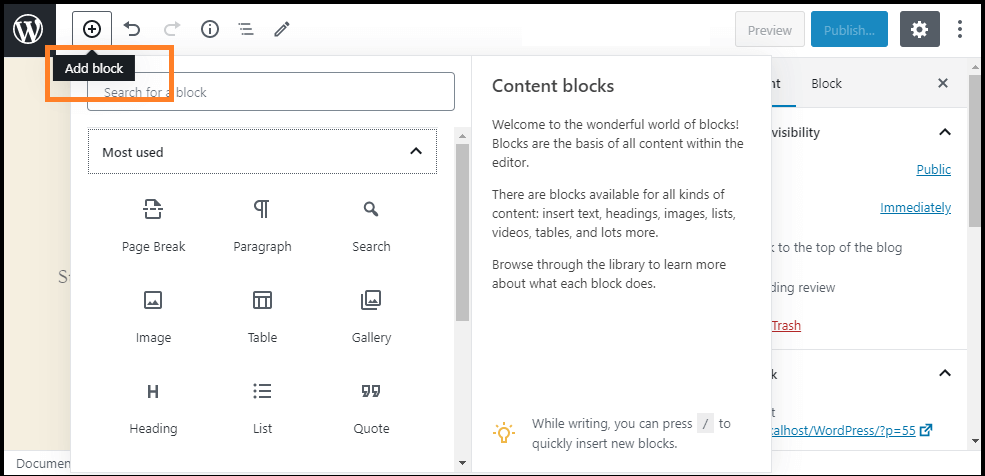 Preview
Publish...
Add block
Search for a block
Most used
Page Break
Paragraph
Search
Image
Table
Gallery
Heading
List
Quote
Content blocks
Welcome to the wonderful world of blocks!
Blocks are the basis of all content within the
editor.
There are blocks available for all kinds of
content: insert text, headings, images, lists,
videos, tables, and lots more.
Browse through the library to learn more
about what each block does.
While writing, you can press / to
quickly insert new blocks.
Block
visibility
Public
Immediately
to the top of the blog
review
Trash
calhost/WordPress/?p=55
Documen